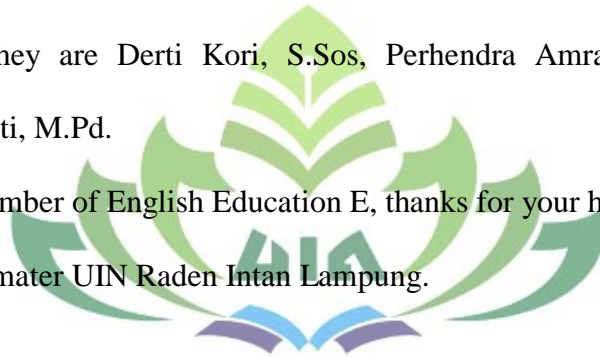 hey are Derti Kori, S.Sos, Perhendra Amra
ti, M.Pd.
mber of English Education E, thanks for your h
mater UIN Raden Intan Lampung.
UIN